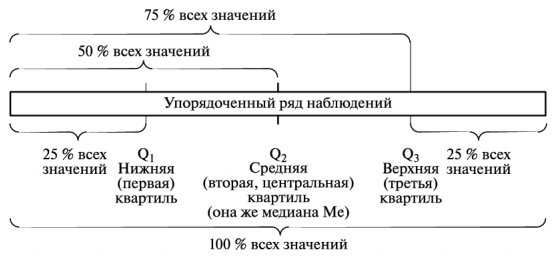 75 % всех значений
50 % всех значений
Упорядоченный ряд наблюдений
25 % всех
значений
Q1
Нижняя
(первая)
квартиль
Q2
Средняя
(вторая, центральная)
квартиль
(она же медиана Me)
Q3
Верхняя
(третья)
квартиль
25 % всех
значений
100 % всех значений